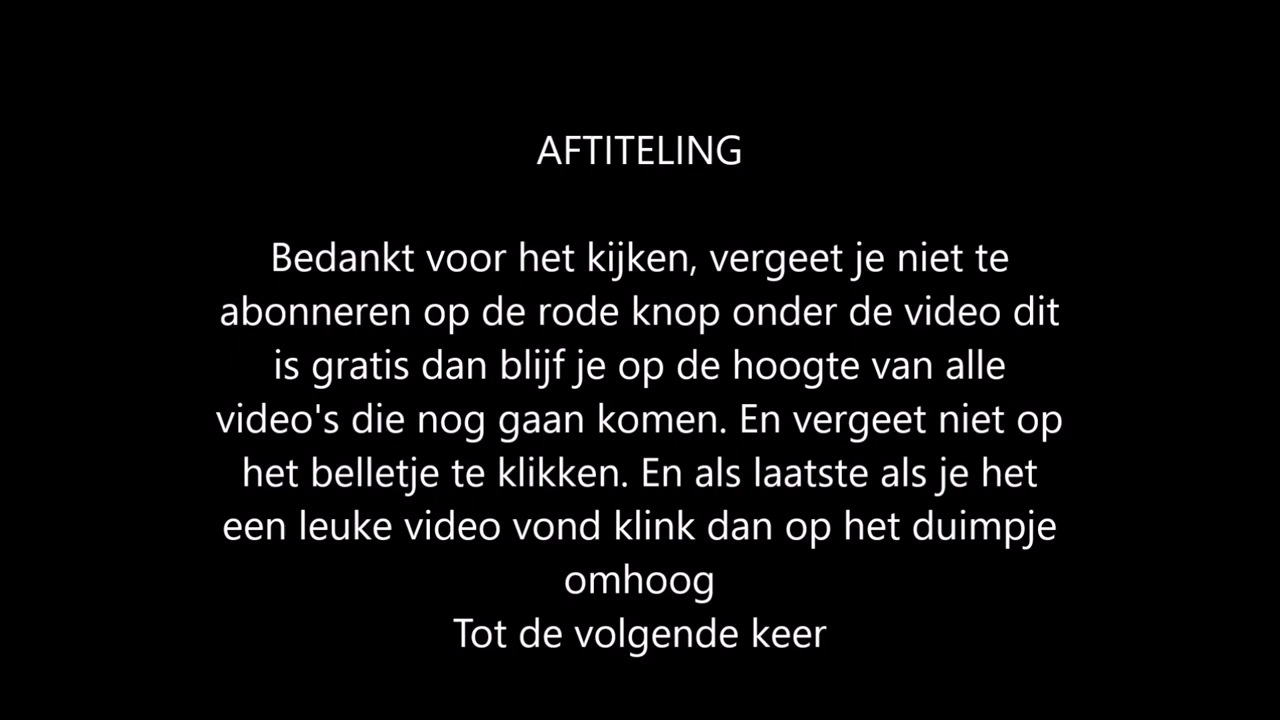 AFTITELING
Bedankt voor het kijken, vergeet je niet te
abonneren op de rode knop onder de video dit
is gratis dan blijf je op de hoogte van alle
video's die nog gaan komen. En vergeet niet op
het belletje te klikken. En als laatste als je het
een leuke video vond klink dan op het duimpje
omhoog
Tot de volgende keer